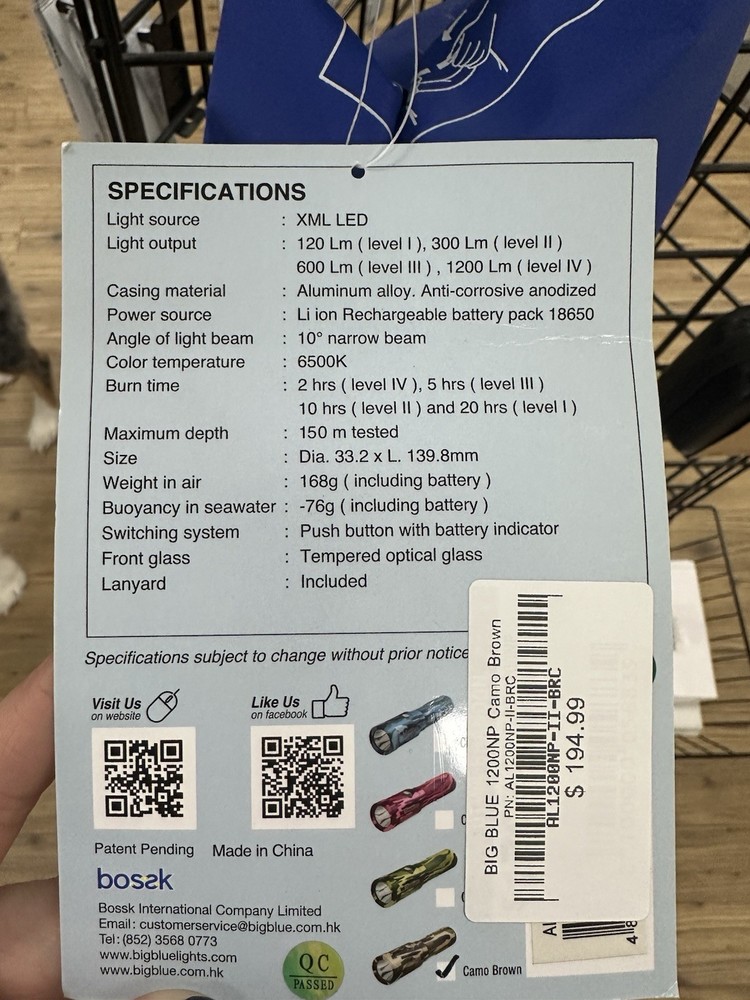 SPECIFICATIONS
Light source : XML LED
Light output : 120 Lm ( level I ), 300 Lm ( level II )
600 Lm ( level III ) , 1200 Lm ( level IV )
Casing material : Aluminum alloy. Anti-corrosive anodized
Power source : Li ion Rechargeable battery pack 18650
Angle of light beam : 10° narrow beam
Color temperature : 6500K
Burn time : 2 hrs ( level IV ), 5 hrs ( level III )
10 hrs ( level II ) and 20 hrs ( level I )
Maximum depth : 150 m tested
Size : Dia. 33.2 x L. 139.8mm
Weight in air : 168g ( including battery )
Buoyancy in seawater : -76g ( including battery )
Switching system : Push button with battery indicator
Front glass : Tempered optical glass
Lanyard : Included
Specifications subject to change without prior notice
Visit Us
on website
Like Us
on facebook
Patent Pending Made in China
bossk
Bossk International Company Limited
Email : customerservice@bigblue.com.hk
Tel : (852) 3568 0773
www.bigbluelights.com
www.bigblue.com.hk
QC
PASSED
Camo Brown
BIG BLUE 1200NP Camo Brown
PN: AL1200NP-II-BRC
AL1200NP-II-BRC
$ 194.99